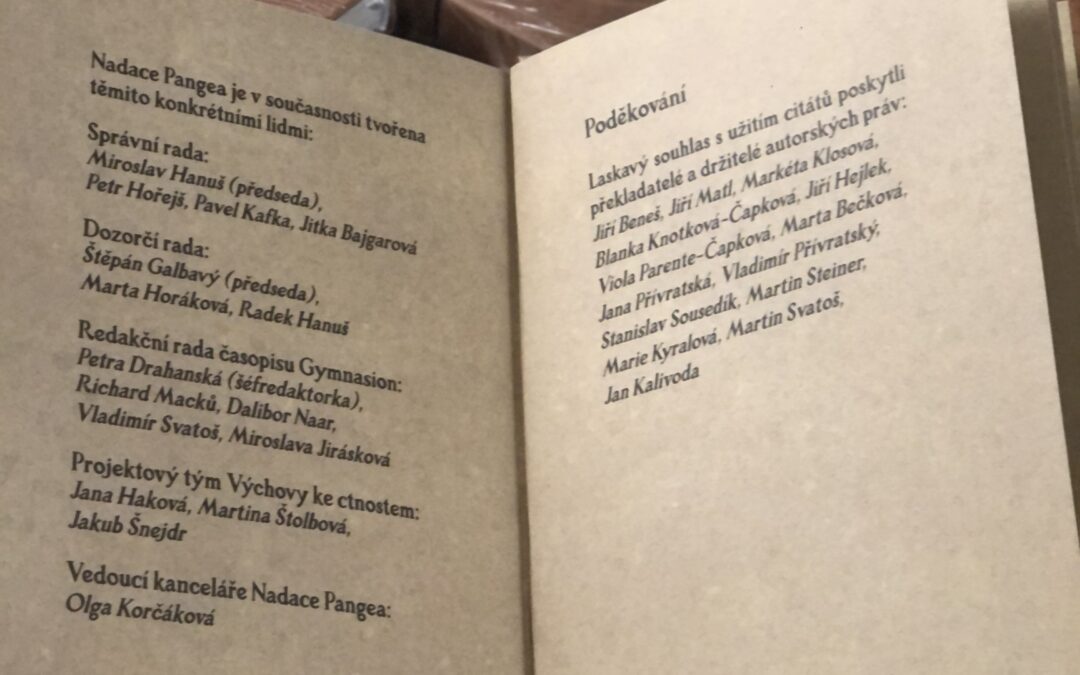 Nadace Pangea je v současnosti tvořena
těmito konkrétními lidmi:
Správní rada:
Miroslav Hanuš (předseda),
Petr Hořejš, Pavel Kafka, Jitka Bajgarová
Dozorčí rada:
Štěpán Galbavý (předseda),
Marta Horáková, Radek Hanuš
Redakční rada časopisu Gymnasion:
Petra Drahanská (šéfredaktorka),
Richard Macků, Dalibor Naar,
Vladimír Svatoš, Miroslava Jirásková
Projektový tým Výchovy ke ctnostem:
Jana Haková, Martina Štolbová,
Jakub Šnejdr
Vedoucí kanceláře Nadace Pangea:
Olga Korčáková
Poděkování
Laskavý souhlas s užitím citátů poskytli
překladatelé a držitelé autorských práv:
Jiří Beneš, Jiří Matl, Markéta Klosová,
Blanka Knotková-Čapková, Jiří Hejlek,
Viola Parente-Čapková, Marta Bečková,
Jana Přívratská, Vladimír Přívratský,
Stanislav Sousedík, Martin Steiner,
Marie Kyralová, Martin Svatoš,
Jan Kalivoda